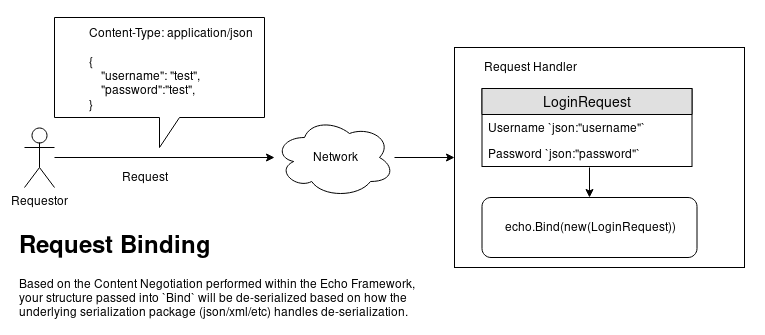 Content-Type: application/json
{
"username": "test",
"password":"test",
}
Request Handler
LoginRequest
Username `json:"username"`
Password `json:"password"`
Network
Request
Requestor
echo.Bind(new(LoginRequest))
Request Binding
Based on the Content Negotiation performed within the Echo Framework,
your structure passed into `Bind` will be de-serialized based on how the
underlying serialization package (json/xml/etc) handles de-serialization.